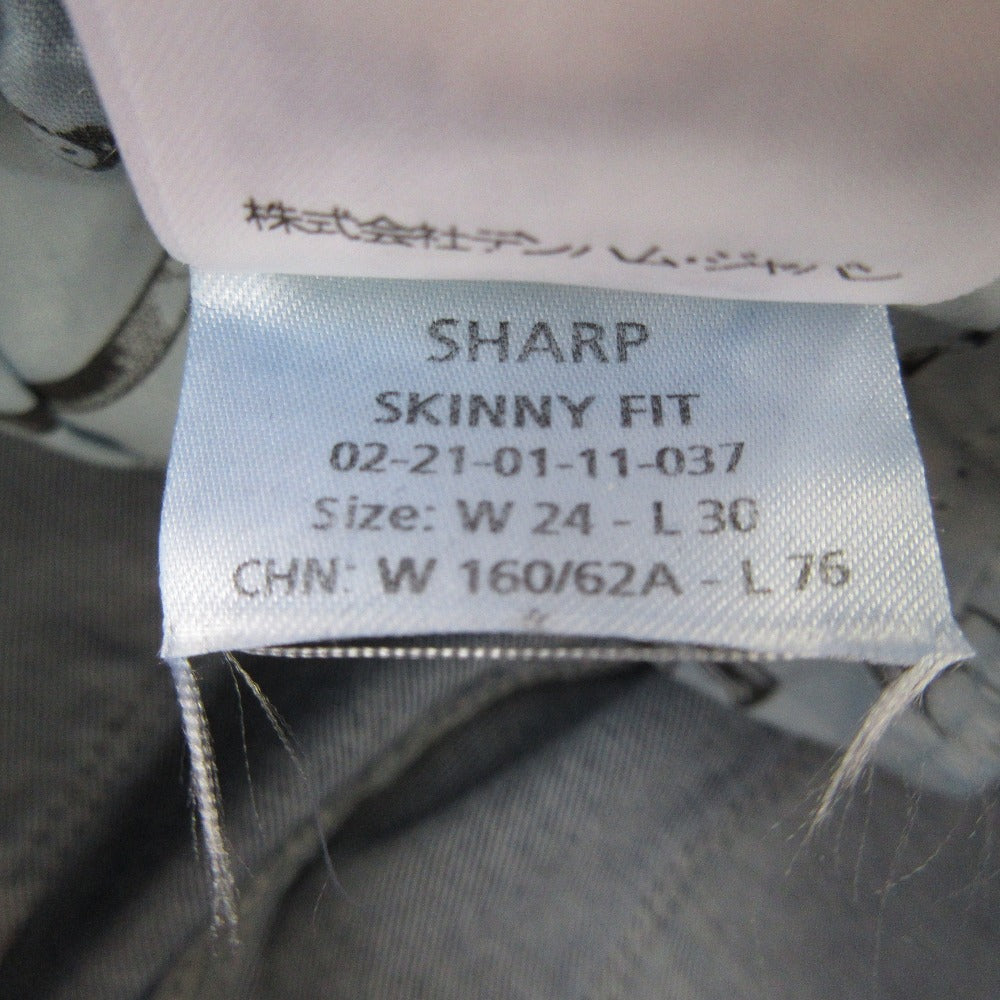 株式会社デンハム・ジャパン
SHARP
SKINNY FIT
02-21-01-11-037
Size: W 24 - L 30
CHN: W 160/62A - L 76